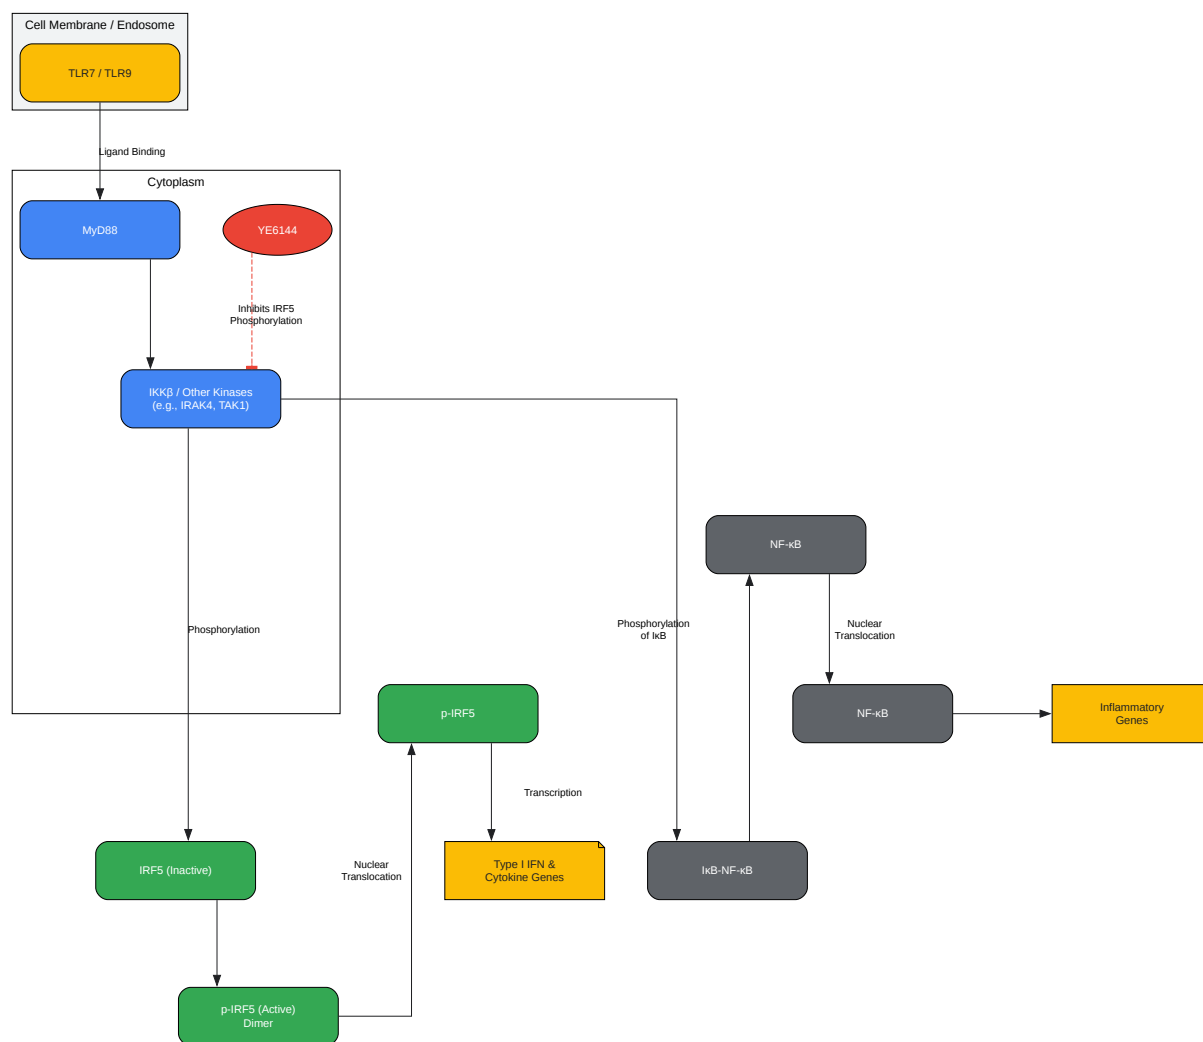 Cell Membrane / Endosome
TLR7 / TLR9
Ligand Binding
Cytoplasm
MyD88
YE6144
Inhibits IRF5
Phosphorylation
IKKβ / Other Kinases
(e.g., IRAK4, TAK1)
NF-κB
Phosphorylation
Phosphorylation
of IκB
Nuclear
Translocation
p-IRF5
NF-κB
Inflammatory
Genes
Transcription
IRF5 (Inactive)
Nuclear
Translocation
Type I IFN &
Cytokine Genes
IκB-NF-κB
p-IRF5 (Active)
Dimer